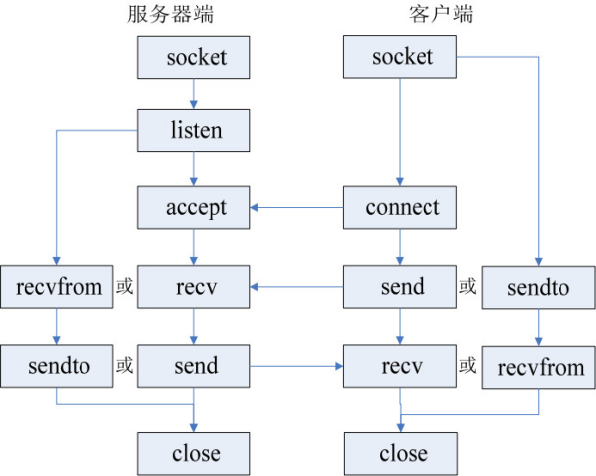 服务器端 客户端
socket socket
listen
accept connect
recvfrom 或 recv send 或 sendto
sendto 或 send recv 或 recvfrom
close close